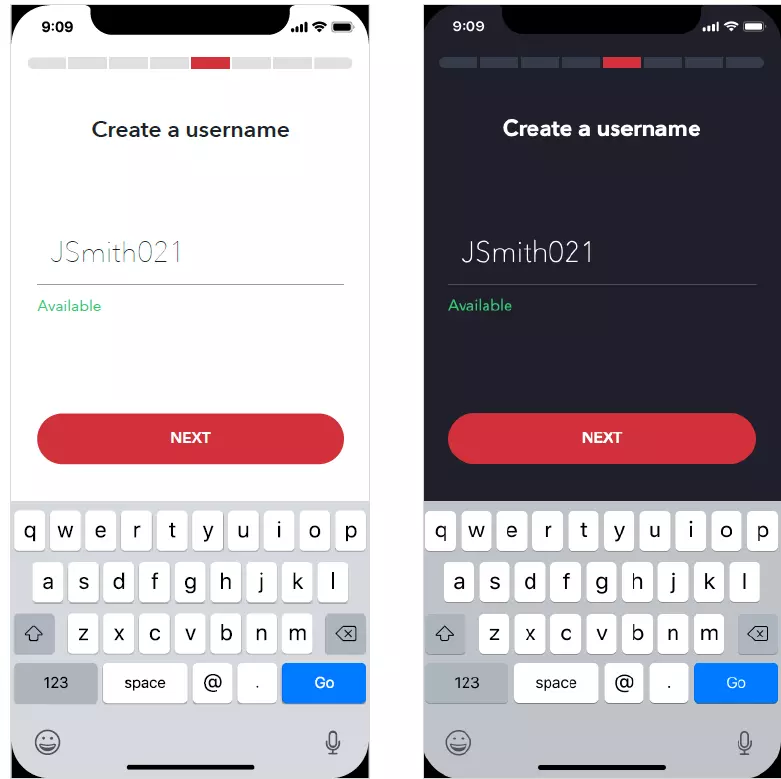 9:09
Create a username
JSmith021
Available
NEXT
q w e r t y u i o p
a s d f g h j k l
z x c v b n m
123 space @ . Go
9:09
Create a username
JSmith021
Available
NEXT
q w e r t y u i o p
a s d f g h j k l
z x c v b n m
123 space @ . Go